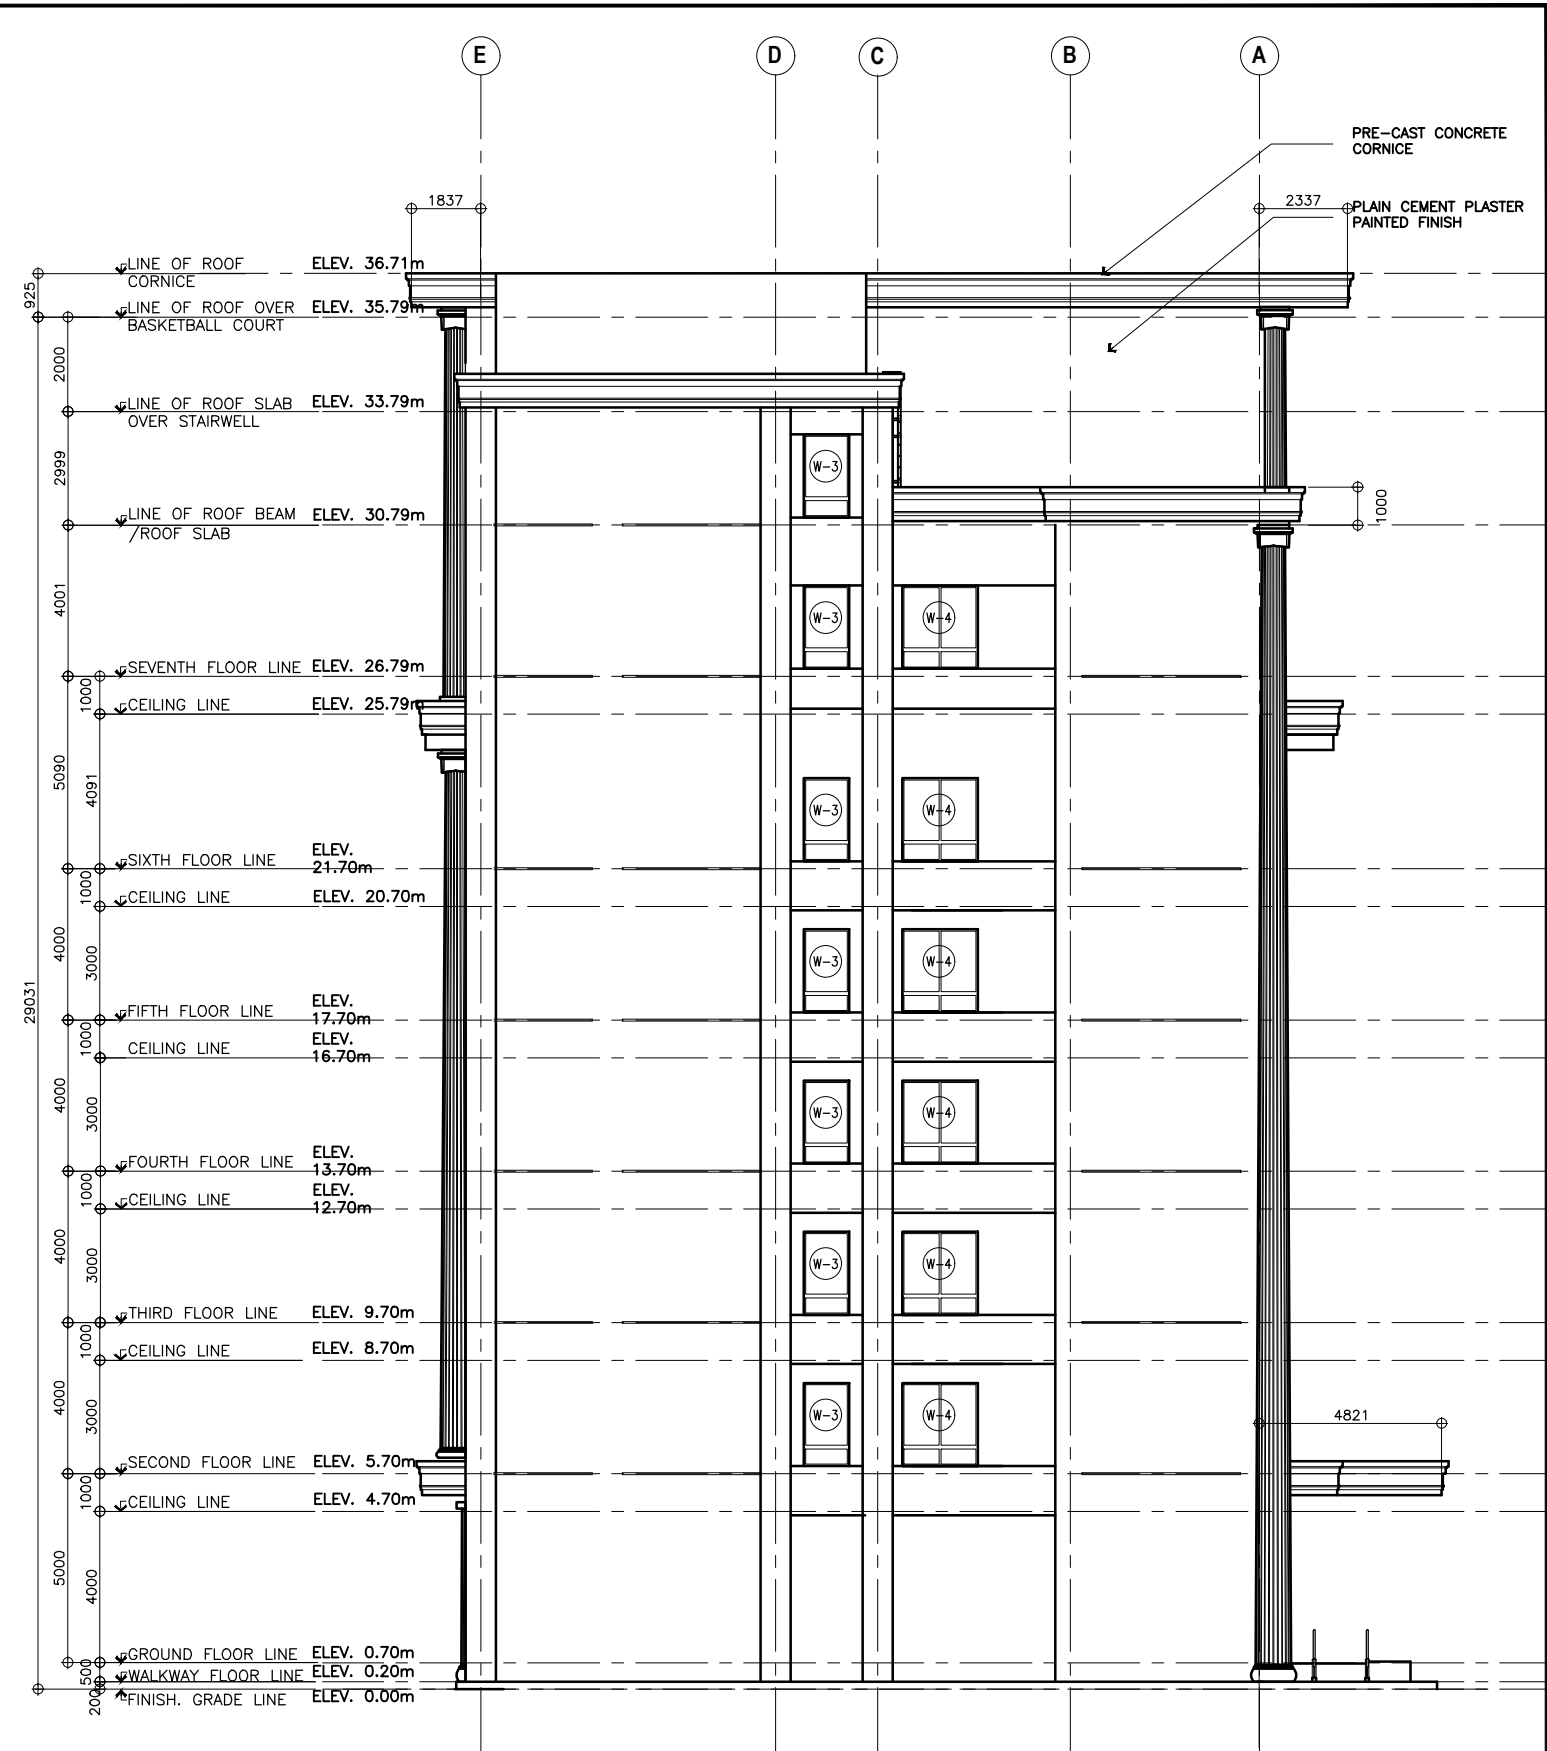 E
D
C
B
A
PRE-CAST CONCRETE
CORNICE
1837
2337
PLAIN CEMENT PLASTER
PAINTED FINISH
LINE OF ROOF
CORNICE
ELEV. 36.71m
925
LINE OF ROOF OVER
BASKETBALL COURT
ELEV. 35.79m
2000
LINE OF ROOF SLAB
OVER STAIRWELL
ELEV. 33.79m
2999
W-3
LINE OF ROOF BEAM
/ROOF SLAB
ELEV. 30.79m
1000
4001
W-3
W-4
SEVENTH FLOOR LINE
ELEV. 26.79m
1000
CEILING LINE
ELEV. 25.79m
5090
4091
W-3
W-4
SIXTH FLOOR LINE
ELEV.
21.70m
1000
CEILING LINE
ELEV. 20.70m
4000
3000
W-3
W-4
29031
FIFTH FLOOR LINE
ELEV.
17.70m
1000
CEILING LINE
ELEV.
16.70m
4000
3000
W-3
W-4
FOURTH FLOOR LINE
ELEV.
13.70m
1000
CEILING LINE
ELEV.
12.70m
4000
3000
W-3
W-4
THIRD FLOOR LINE
ELEV. 9.70m
1000
CEILING LINE
ELEV. 8.70m
4000
3000
W-3
W-4
4821
SECOND FLOOR LINE
ELEV. 5.70m
1000
CEILING LINE
ELEV. 4.70m
5000
4000
GROUND FLOOR LINE
ELEV. 0.70m
500
WALKWAY FLOOR LINE
ELEV. 0.20m
200
FINISH. GRADE LINE
ELEV. 0.00m